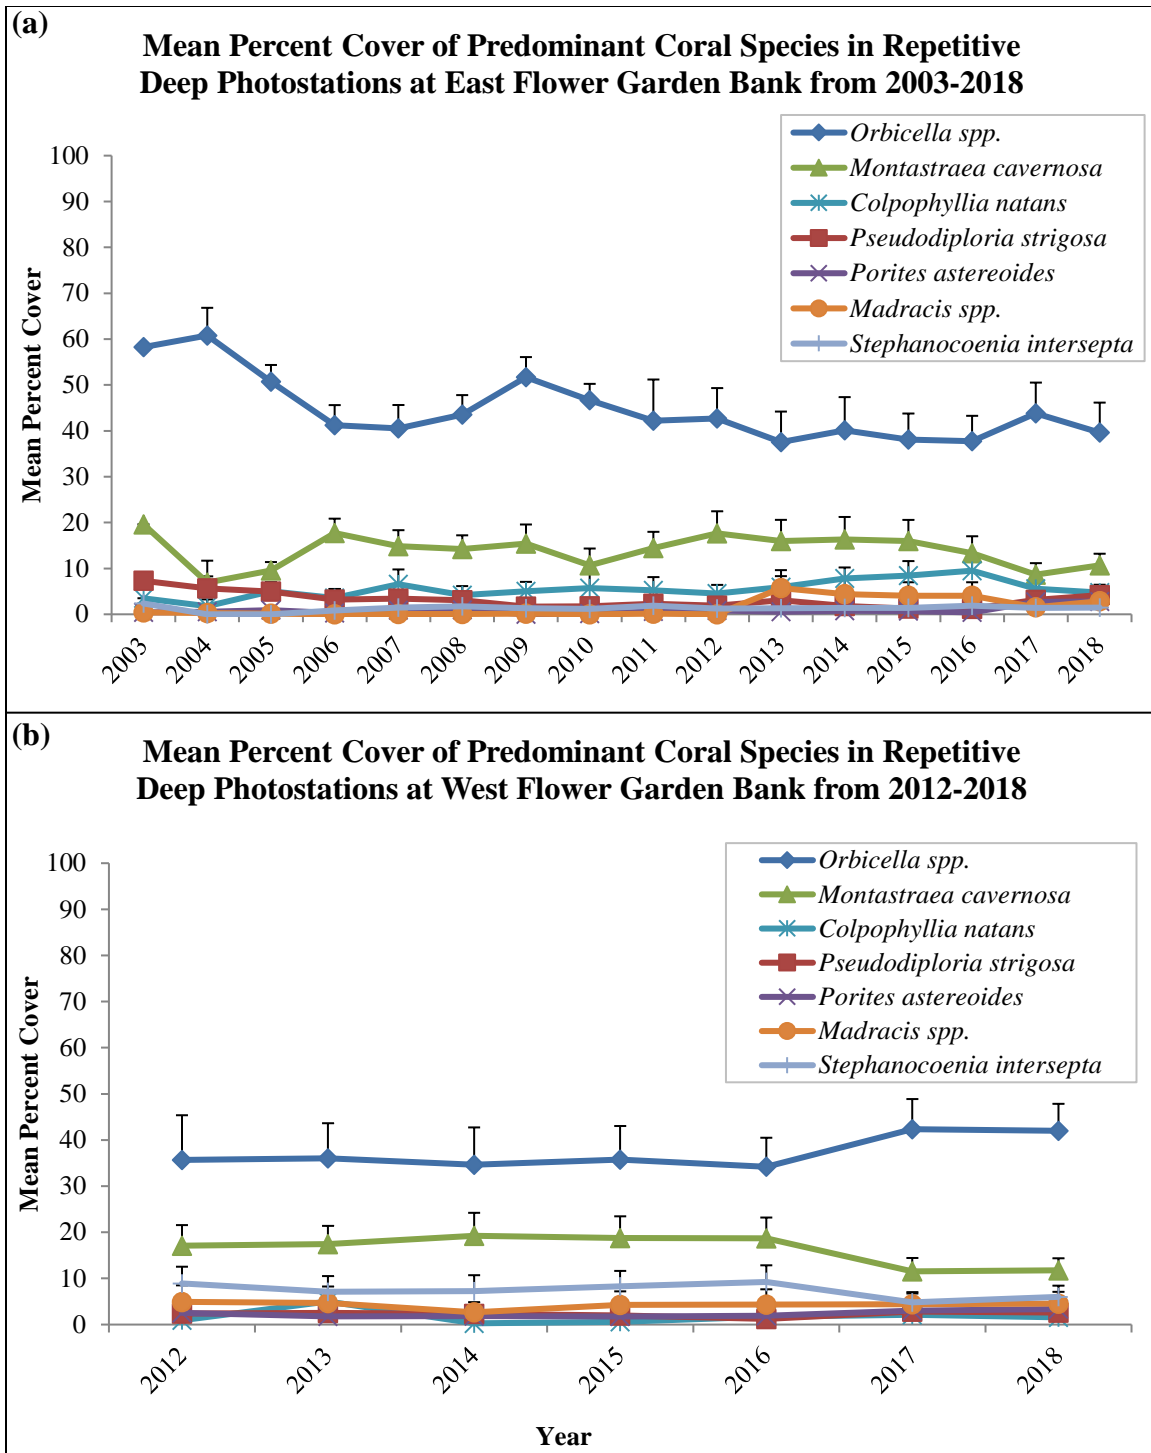 (a)
Mean Percent Cover of Predominant Coral Species in Repetitive
Deep Photostations at East Flower Garden Bank from 2003-2018
Orbicella spp.
Montastraea cavernosa
Colpophyllia natans
Pseudodiploria strigosa
Porites astereoides
Madracis spp.
Stephanocoenia intersepta
Mean Percent Cover
100
90
80
70
60
50
40
30
20
10
0
2003
2004
2005
2006
2007
2008
2009
2010
2011
2012
2013
2014
2015
2016
2017
2018
(b)
Mean Percent Cover of Predominant Coral Species in Repetitive
Deep Photostations at West Flower Garden Bank from 2012-2018
Orbicella spp.
Montastraea cavernosa
Colpophyllia natans
Pseudodiploria strigosa
Porites astereoides
Madracis spp.
Stephanocoenia intersepta
Mean Percent Cover
100
90
80
70
60
50
40
30
20
10
0
2012
2013
2014
2015
2016
2017
2018
Year